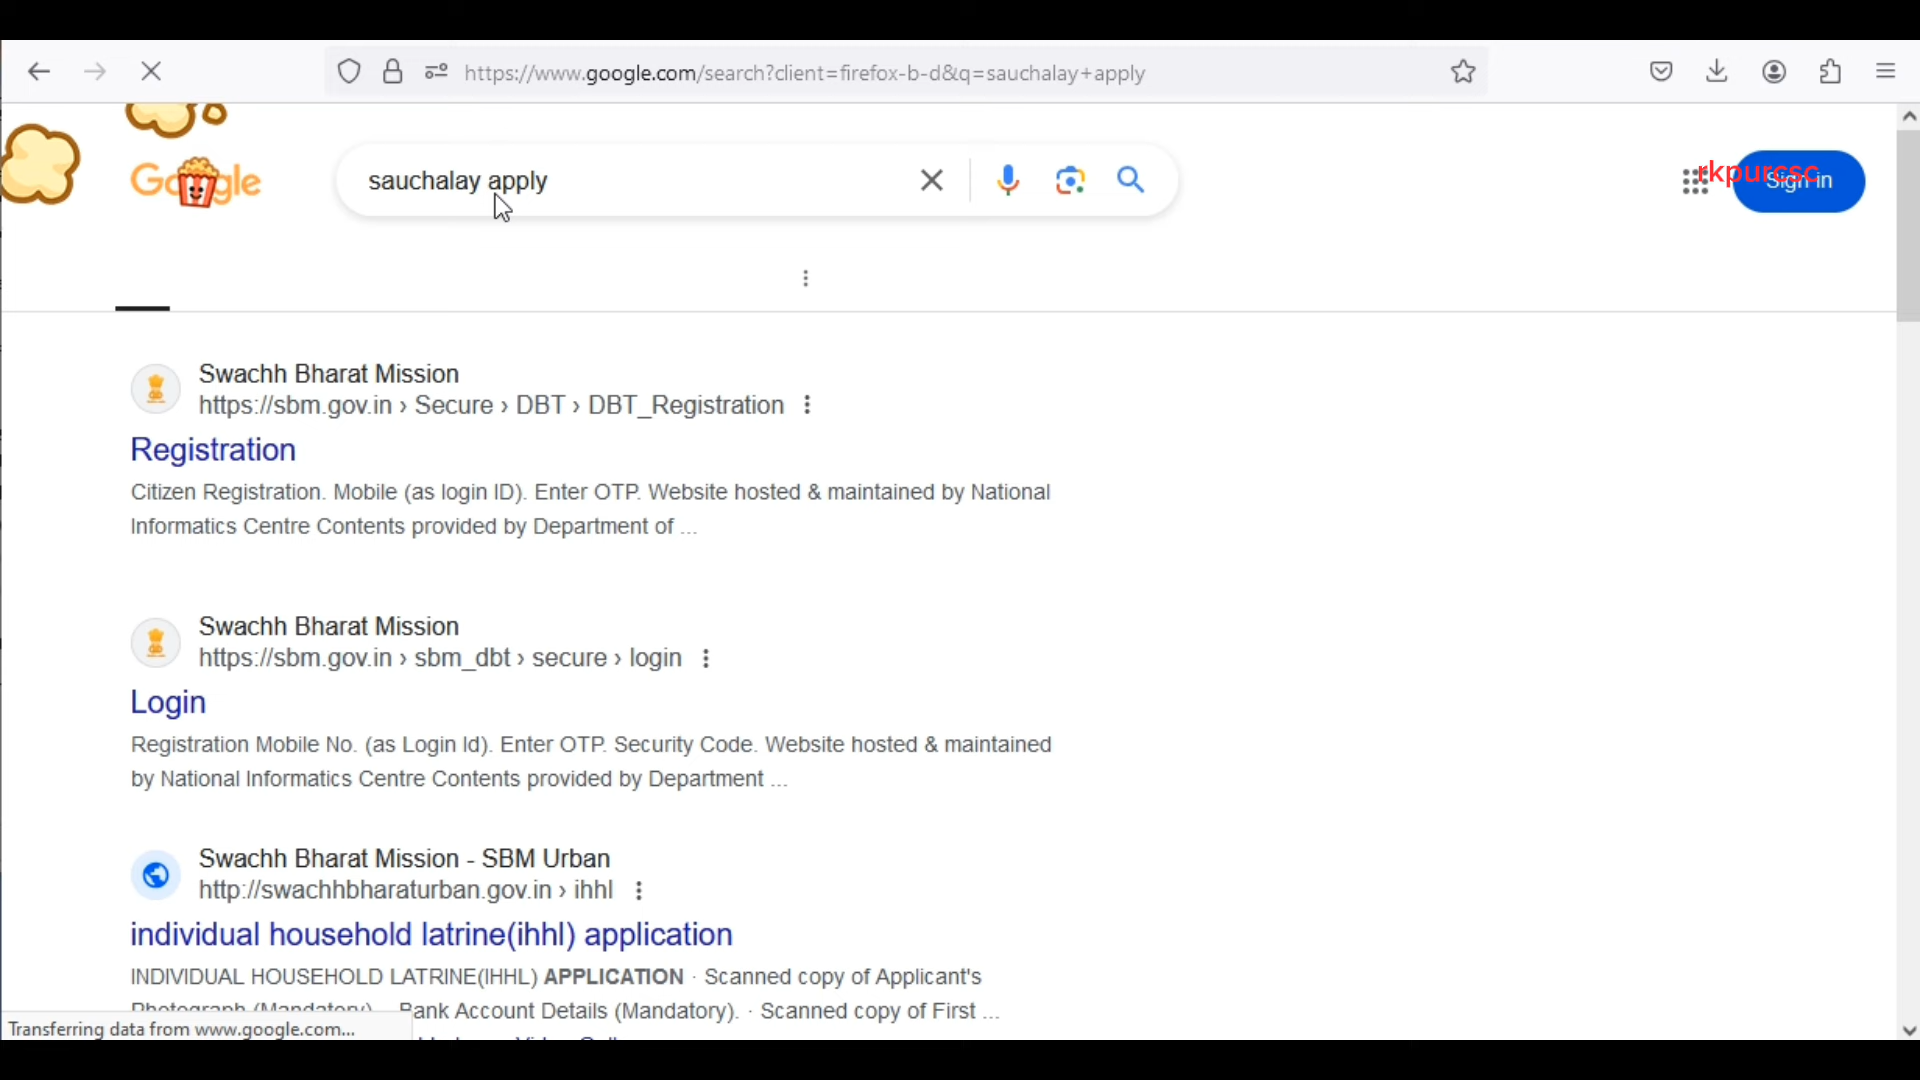 https://www.google.com/search?client=firefox-b-d&q=sauchalay+apply
Google
sauchalay apply
rkpurcsc
Sign in
Swachh Bharat Mission
https://sbm.gov.in › Secure › DBT › DBT_Registration
Registration
Citizen Registration. Mobile (as login ID). Enter OTP. Website hosted & maintained by National
Informatics Centre Contents provided by Department of ...
Swachh Bharat Mission
https://sbm.gov.in › sbm_dbt › secure › login
Login
Registration Mobile No. (as Login Id). Enter OTP. Security Code. Website hosted & maintained
by National Informatics Centre Contents provided by Department ...
Swachh Bharat Mission - SBM Urban
http://swachhbharaturban.gov.in › ihhl
individual household latrine(ihhl) application
INDIVIDUAL HOUSEHOLD LATRINE(IHHL) APPLICATION · Scanned copy of Applicant's
Photograph (Mandatory). Bank Account Details (Mandatory). · Scanned copy of First ...
Transferring data from www.google.com...